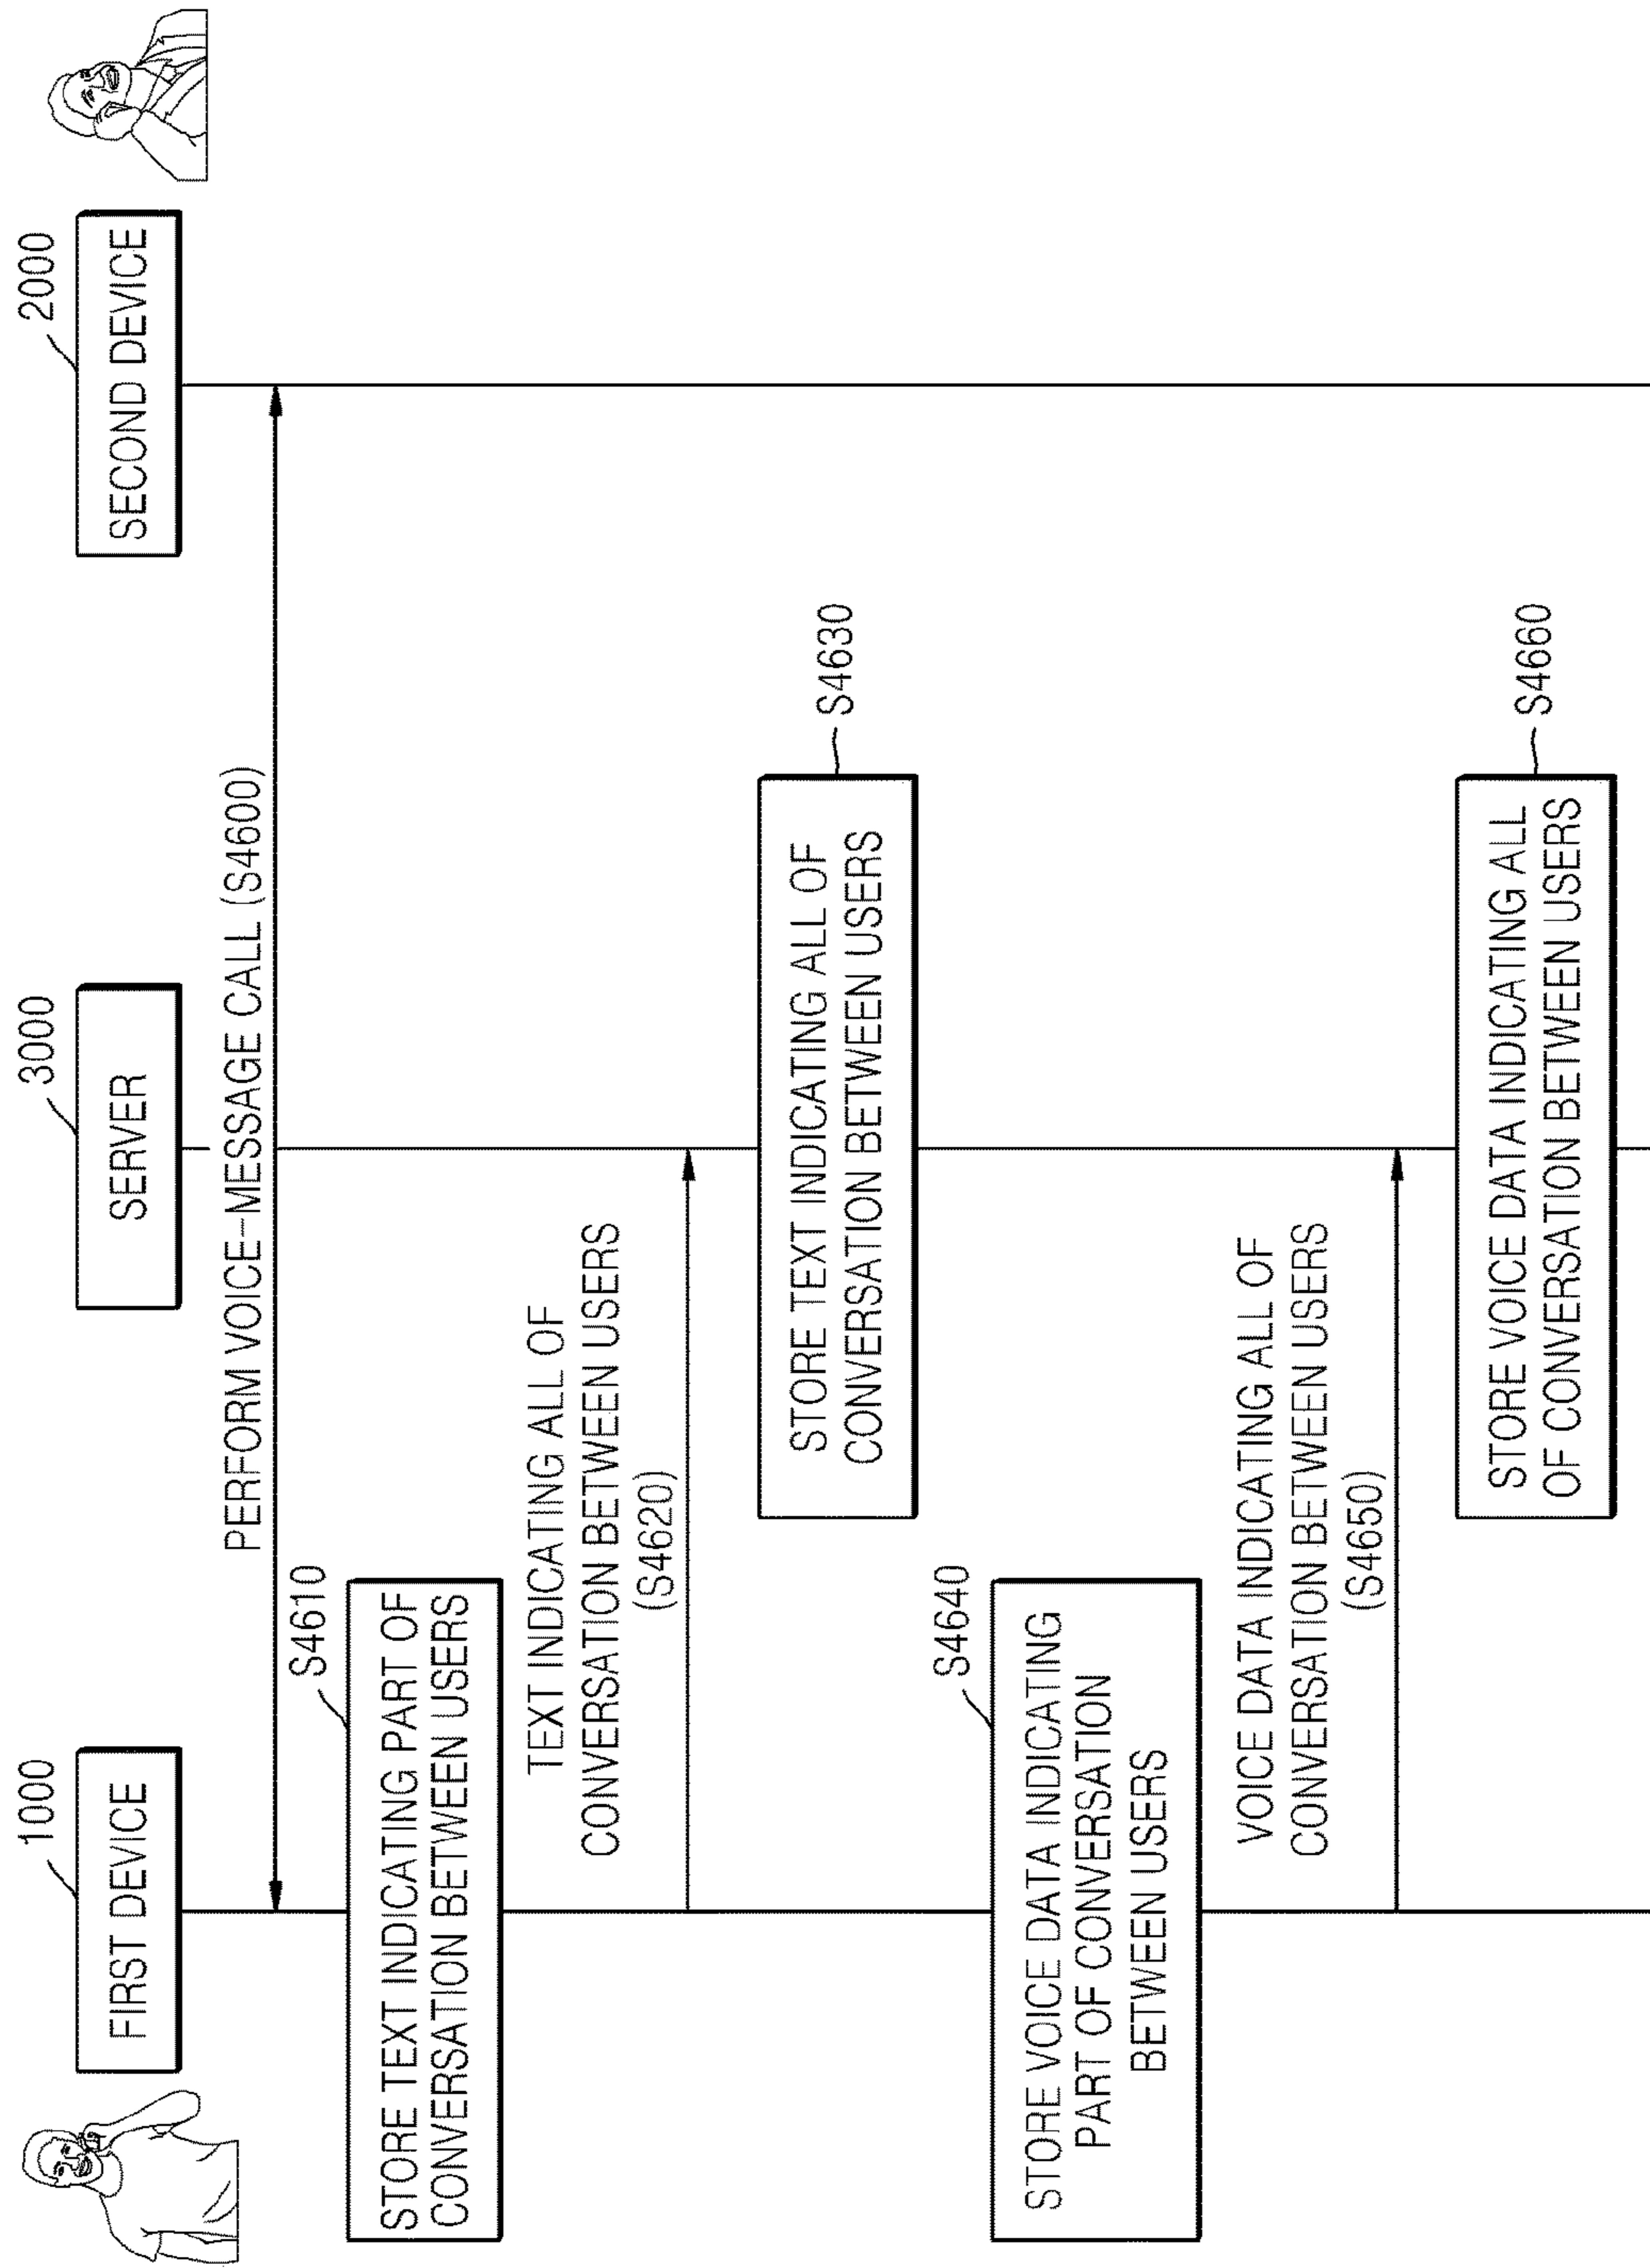 1000
3000
2000
FIRST DEVICE
SERVER
SECOND DEVICE
PERFORM VOICE-MESSAGE CALL (S4600)
S4610
STORE TEXT INDICATING PART OF
CONVERSATION BETWEEN USERS
TEXT INDICATING ALL OF
CONVERSATION BETWEEN USERS
(S4620)
S4630
STORE TEXT INDICATING ALL OF
CONVERSATION BETWEEN USERS
S4640
STORE VOICE DATA INDICATING
PART OF CONVERSATION
BETWEEN USERS
VOICE DATA INDICATING ALL OF
CONVERSATION BETWEEN USERS
(S4650)
S4660
STORE VOICE DATA INDICATING ALL
OF CONVERSATION BETWEEN USERS